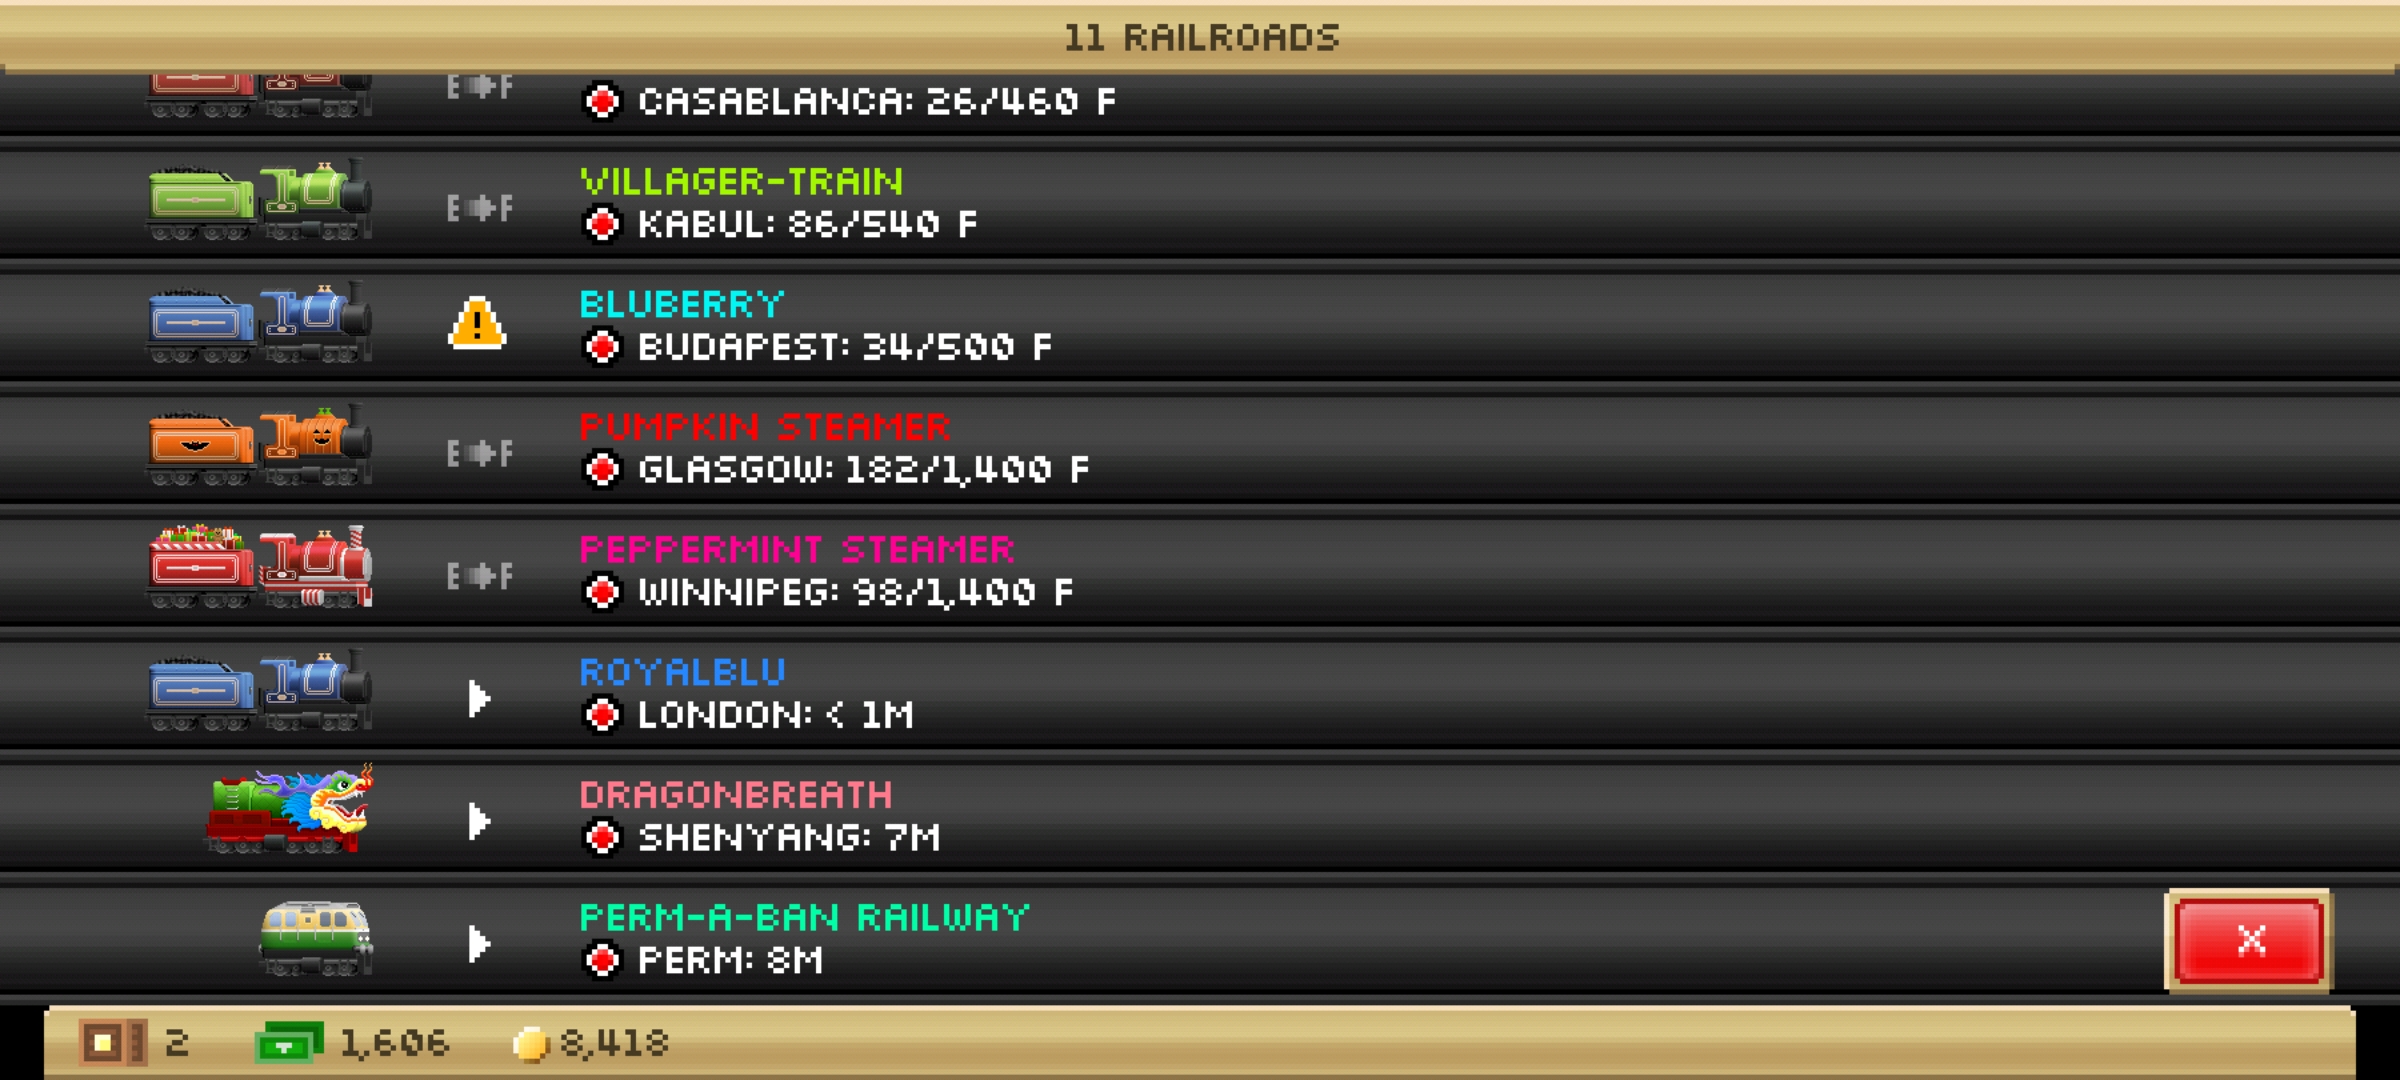 11 RAILROADS
E F
CASABLANCA: 26/460 F
VILLAGER-TRAIN
E F
KABUL: 86/540 F
BLUBERRY
!
BUDAPEST: 34/500 F
PUMPKIN STEAMER
E F
GLASGOW: 182/1,400 F
PEPPERMINT STEAMER
E F
WINNIPEG: 98/1,400 F
ROYALBLU
LONDON: < 1M
DRAGONBREATH
SHENYANG: 7M
PERM-A-BAN RAILWAY
PERM: 8M
X
2 1,606 8,418